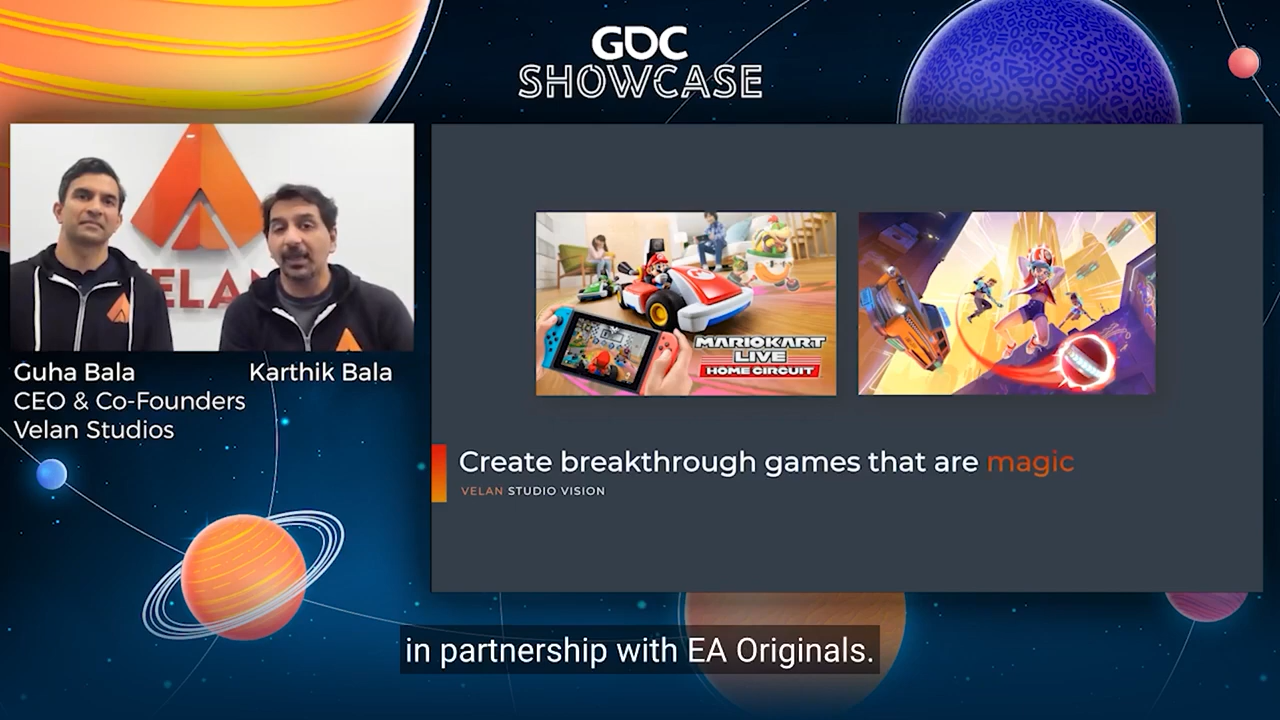 GDC
SHOWCASE
VELAN
Guha Bala
Karthik Bala
CEO & Co-Founders
Velan Studios
MARIOKART
LIVE
HOME CIRCUIT
Create breakthrough games that are magic
VELAN STUDIO VISION
in partnership with EA Originals.